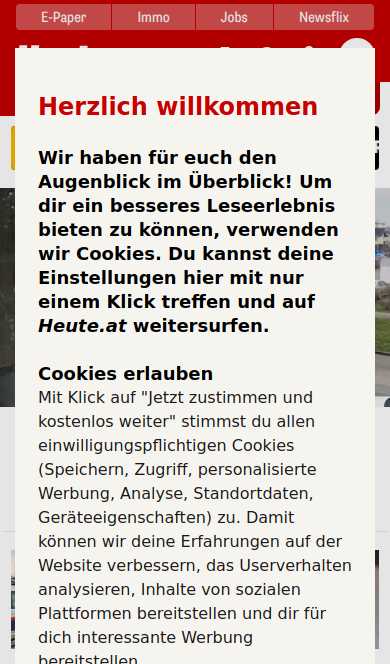 E-Paper
Immo
Jobs
Newsflix
Herzlich willkommen
Wir haben für euch den
Augenblick im Überblick! Um
dir ein besseres Leseerlebnis
bieten zu können, verwenden
wir Cookies. Du kannst deine
Einstellungen hier mit nur
einem Klick treffen und auf
Heute.at weitersurfen.
Cookies erlauben
Mit Klick auf "Jetzt zustimmen und
kostenlos weiter" stimmst du allen
einwilligungspflichtigen Cookies
(Speichern, Zugriff, personalisierte
Werbung, Analyse, Standortdaten,
Geräteeigenschaften) zu. Damit
können wir deine Erfahrungen auf der
Website verbessern, das Userverhalten
analysieren, Inhalte von sozialen
Plattformen bereitstellen und dir für
dich interessante Werbung
bereitstellen